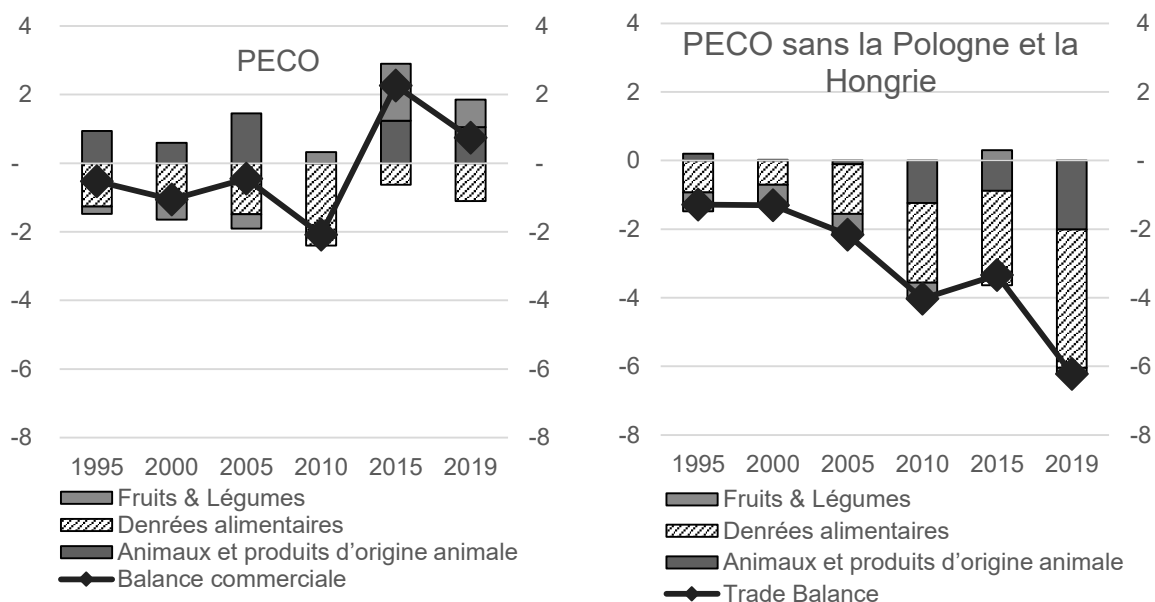 PECO
4
2
-
-2
-4
-6
-8
4
2
-
-2
-4
-6
-8
1995 2000 2005 2010 2015 2019
Fruits & Légumes
Denrées alimentaires
Animaux et produits d’origine animale
Balance commerciale
PECO sans la Pologne et la
Hongrie
4
2
0
-2
-4
-6
-8
4
2
-
-2
-4
-6
-8
1995 2000 2005 2010 2015 2019
Fruits & Légumes
Denrées alimentaires
Animaux et produits d’origine animale
Trade Balance